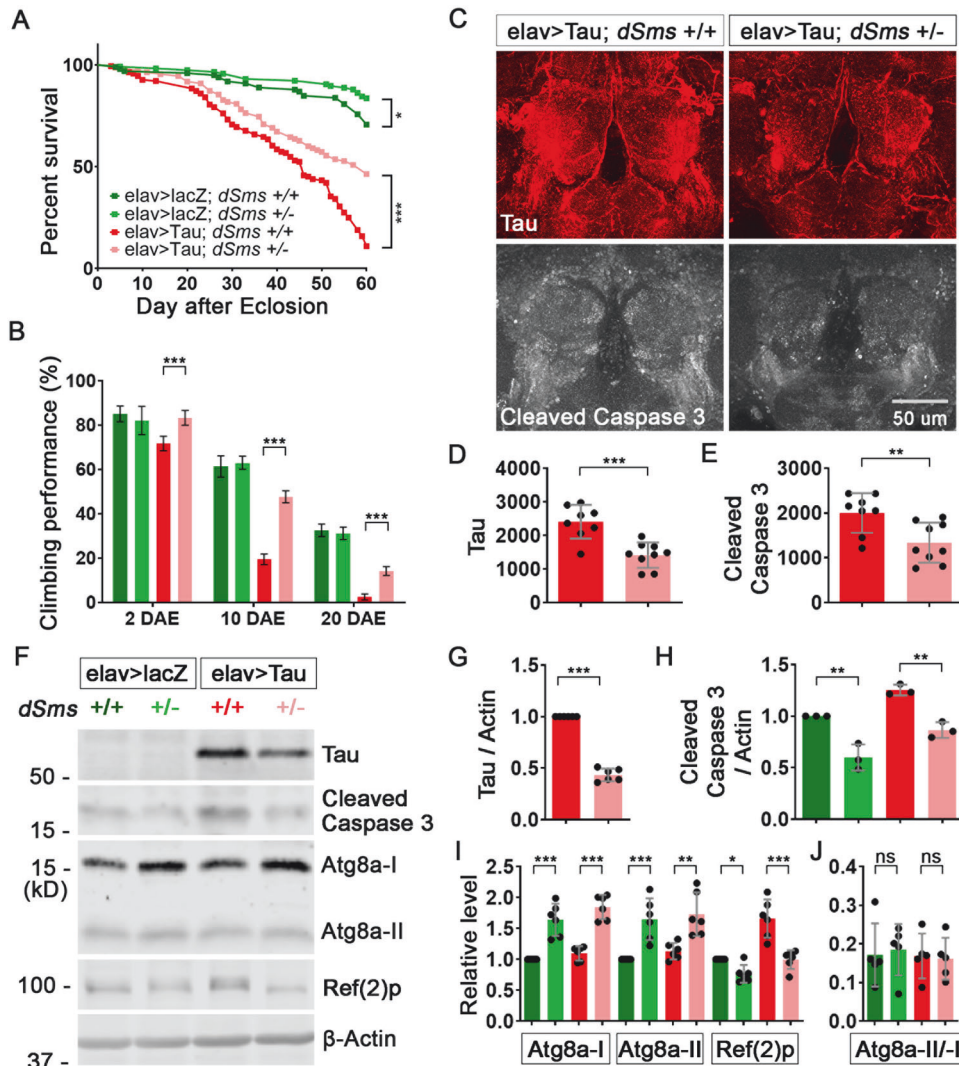 A
Percent survival
100
50
0
elav>lacZ; dSms +/+
elav>lacZ; dSms +/-
elav>Tau; dSms +/+
elav>Tau; dSms +/-
*
***
0 10 20 30 40 50 60
Day after Eclosion
B
Climbing performance (%)
100
80
60
40
20
0
***
***
***
2 DAE 10 DAE 20 DAE
C
elav>Tau; dSms +/+ elav>Tau; dSms +/-
Tau
Cleaved Caspase 3
50 um
D
Tau
4000
3000
2000
1000
0
***
E
Cleaved
Caspase 3
3000
2000
1000
0
**
F
elav>lacZ elav>Tau
dSms +/+ +/- +/+ +/-
Tau
50 -
Cleaved
Caspase 3
15 -
15 -
(kD)
Atg8a-I
Atg8a-II
100 -
Ref(2)p
β-Actin
37 -
G
Tau / Actin
1.5
1.0
0.5
0.0
***
H
Cleaved
Caspase 3
/ Actin
1.5
1.0
0.5
0.0
**
**
I
Relative level
2.5
2.0
1.5
1.0
0.5
0
*** *** *** ** * ***
Atg8a-I Atg8a-II Ref(2)p
J
0.4
0.3
0.2
0.1
0.0
ns ns
Atg8a-II/-I